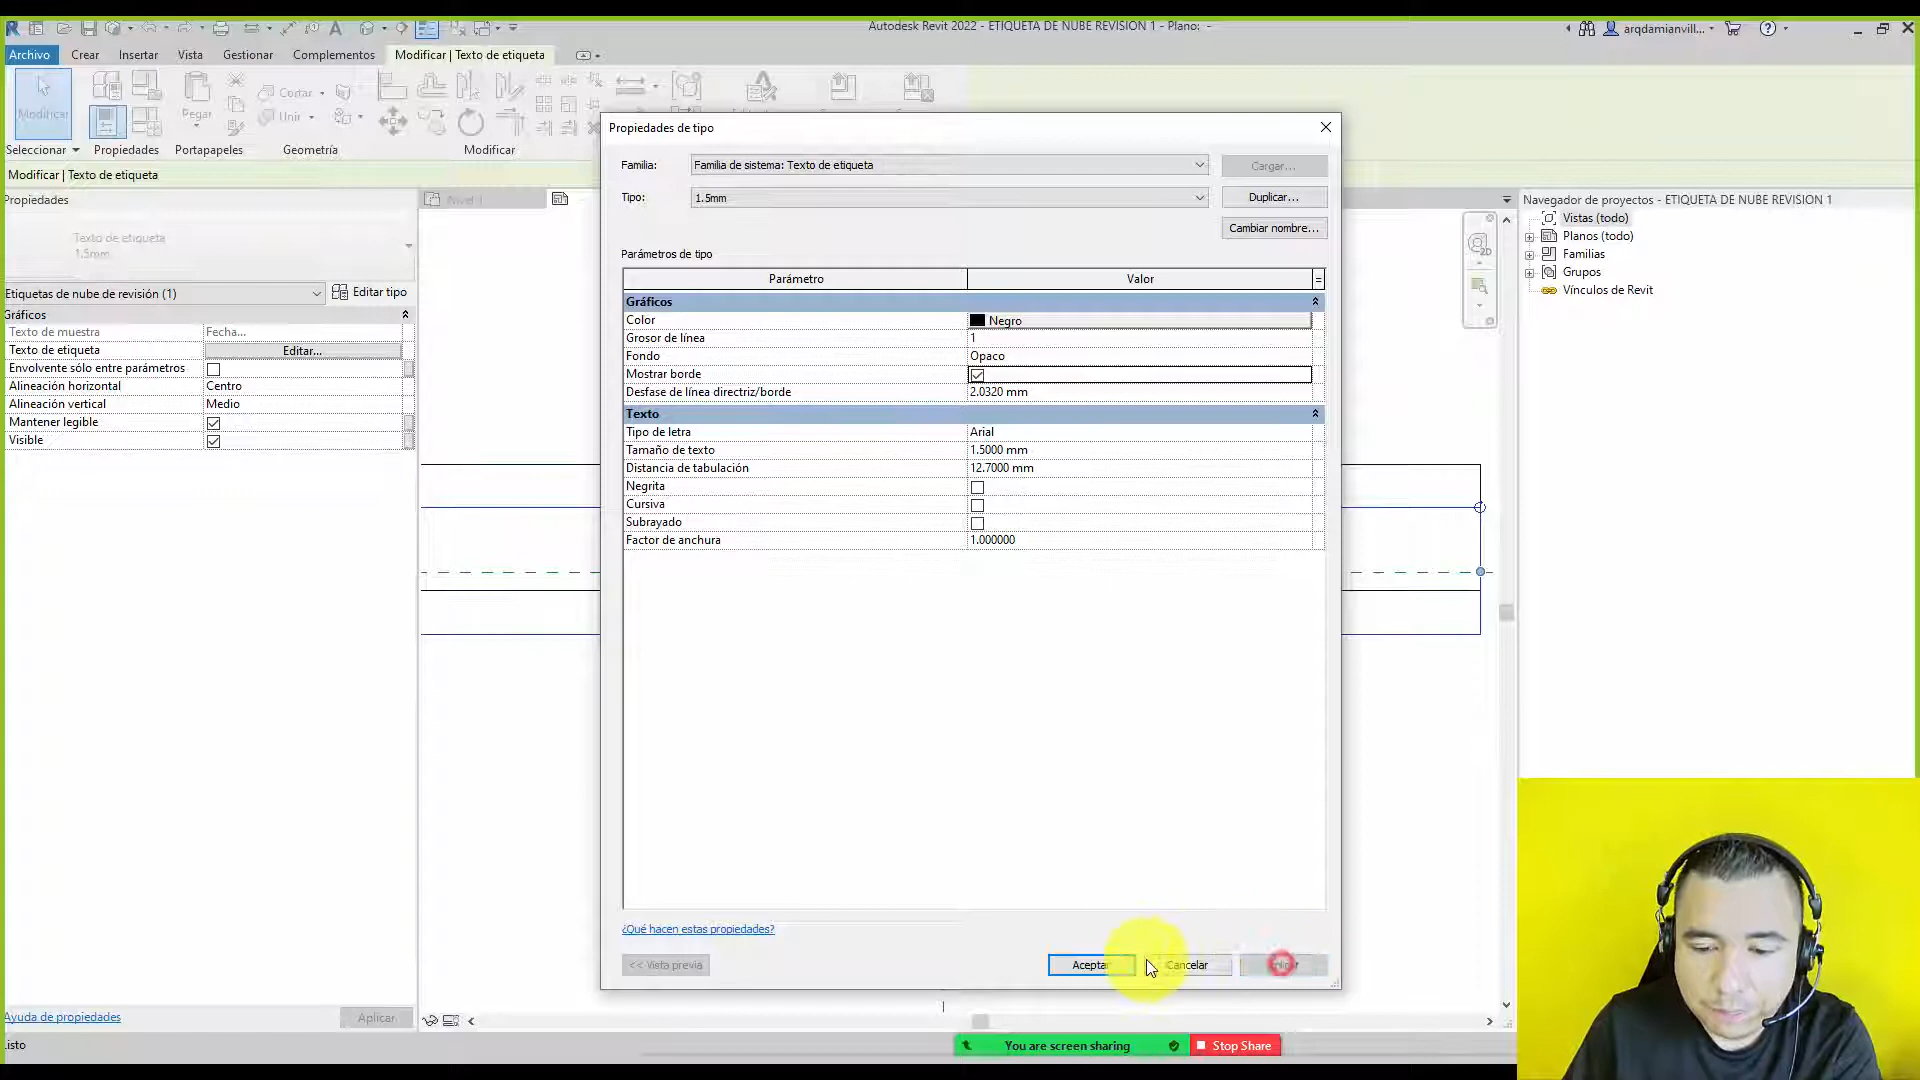 Autodesk Revit 2022 - ETIQUETA DE NUBE REVISION 1 - Plano: -
arqdamianvill...
Archivo Crear Insertar Vista Gestionar Complementos Modificar | Texto de etiqueta
Modificar
Pegar
Cortar
Unir
Seleccionar Propiedades Portapapeles Geometría Modificar
Modificar | Texto de etiqueta
Propiedades
Texto de etiqueta
1.5mm
Etiquetas de nube de revisión (1) Editar tipo
Gráficos
Texto de muestra Fecha...
Texto de etiqueta Editar...
Envolvente sólo entre parámetros
Alineación horizontal Centro
Alineación vertical Medio
Mantener legible
Visible
Ayuda de propiedades Aplicar
Nivel 1
Propiedades de tipo
Familia: Familia de sistema: Texto de etiqueta Cargar...
Tipo: 1.5mm Duplicar...
Cambiar nombre...
Parámetros de tipo
Parámetro Valor =
Gráficos
Color Negro
Grosor de línea 1
Fondo Opaco
Mostrar borde
Desfase de línea directriz/borde 2.0320 mm
Texto
Tipo de letra Arial
Tamaño de texto 1.5000 mm
Distancia de tabulación 12.7000 mm
Negrita
Cursiva
Subrayado
Factor de anchura 1.000000
¿Qué hacen estas propiedades?
<< Vista previa Aceptar Cancelar
Navegador de proyectos - ETIQUETA DE NUBE REVISION 1
Vistas (todo)
Planos (todo)
Familias
Grupos
Vínculos de Revit
2D
You are screen sharing Stop Share